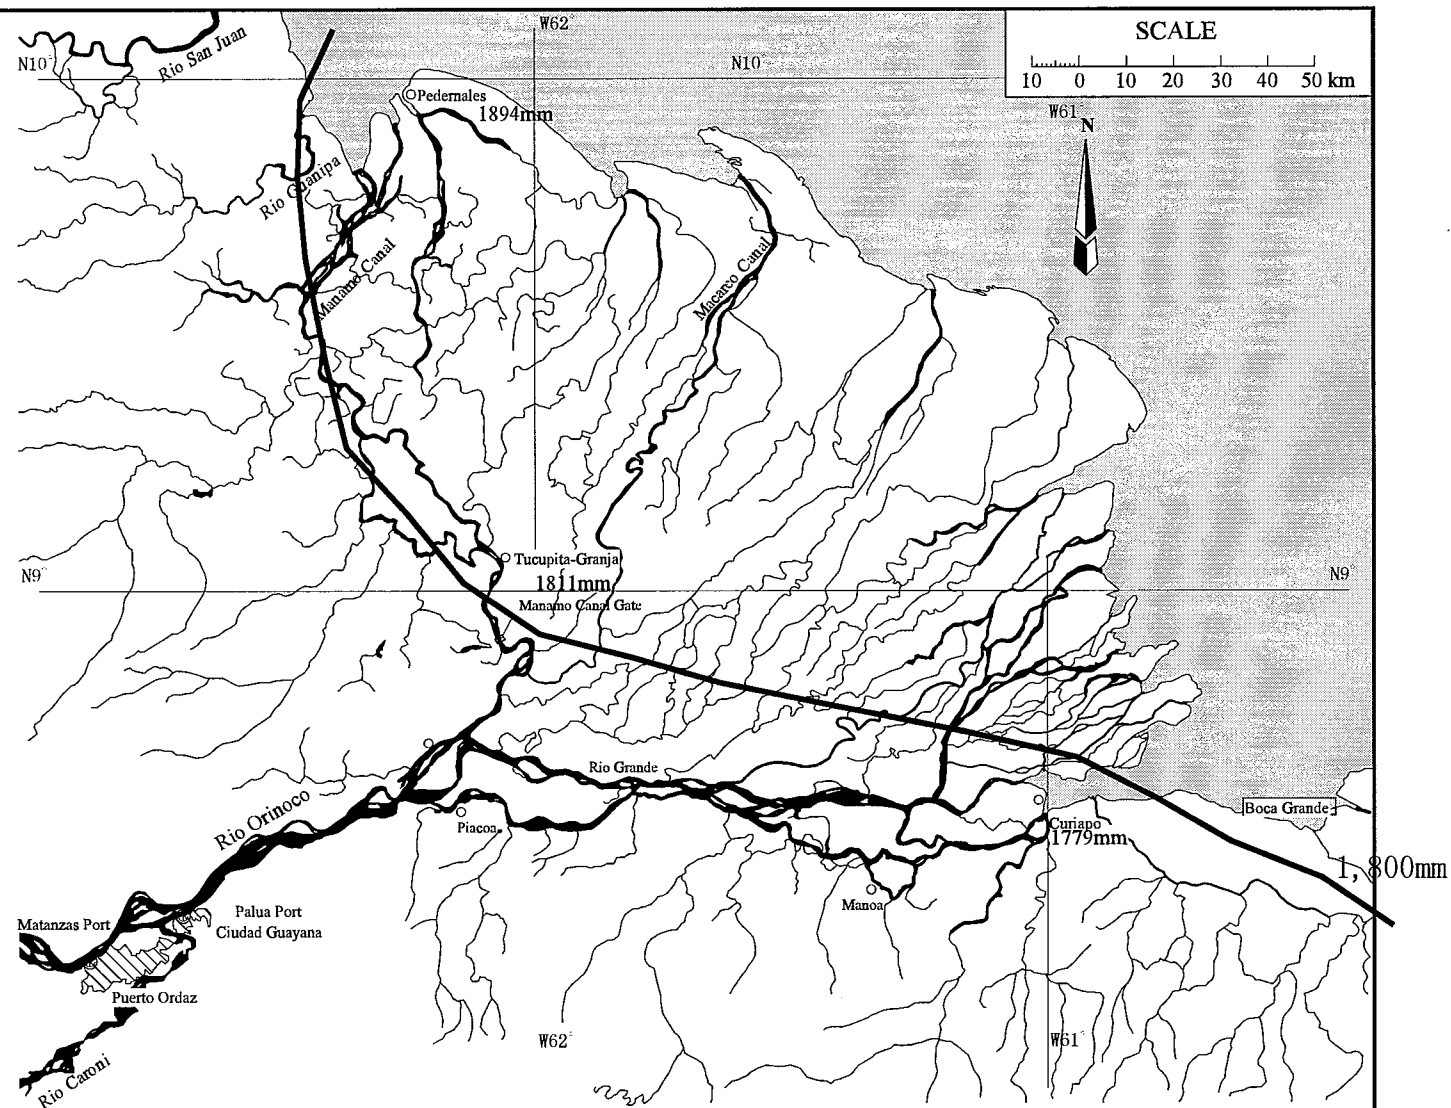 W62°
SCALE
10 0 10 20 30 40 50 km
Rio San Juan
N10°
N10°
W61°
N
Pedernales
1894mm
Rio Guanipa
Manamo Canal
Macareo Canal
Tucupita-Granja
1811mm
Manamo Canal Gate
N9°
N9°
Rio Grande
Rio Orinoco
Piacoa
Boca Grande
Curiapo
1779mm
1,800mm
Manoa
Matanzas Port
Palua Port
Ciudad Guayana
Puerto Ordaz
W62°
W61°
Rio Caroni